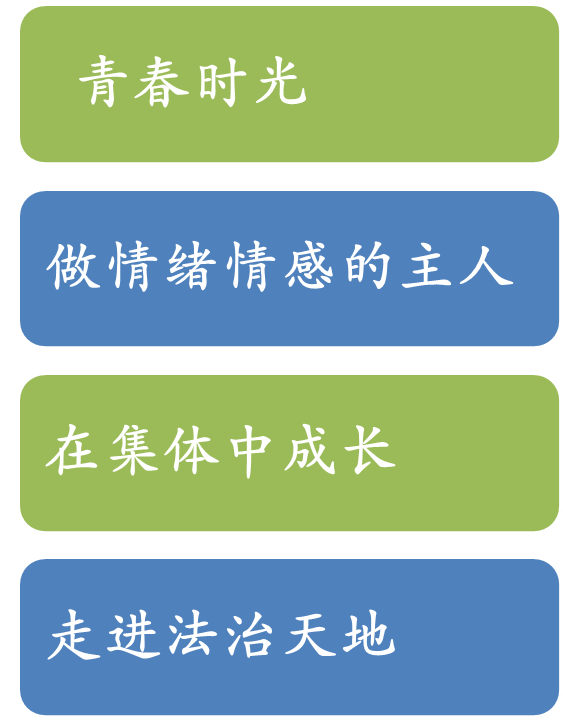 青春时光
做情绪情感的主人
在集体中成长
走进法治天地